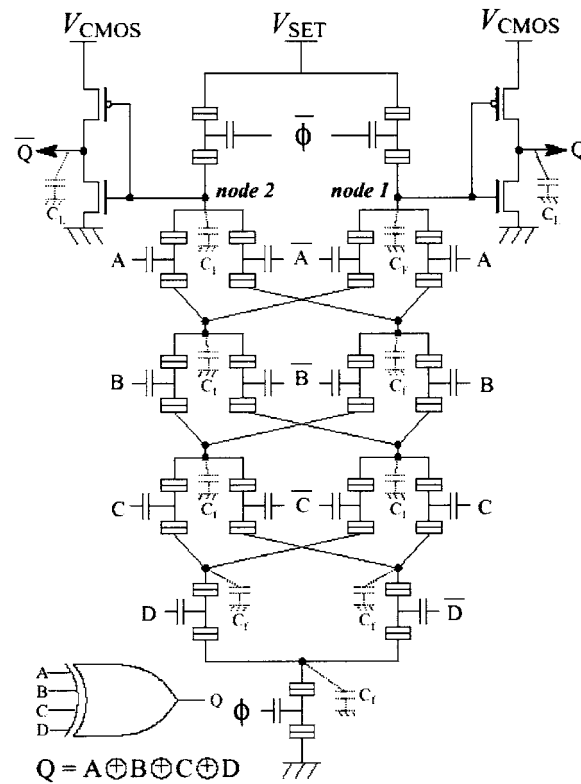 V_CMOS V_SET V_CMOS
Q̅ ϕ̅ Q
node 2 node 1
C_L C_L
A C_f A̅ C_F A
B C_f B̅ C_f B
C C_f C̅ C_f C
D C_f C_f D̅
A
B
C
D
Q
ϕ C_f
Q = A⊕B⊕C⊕D